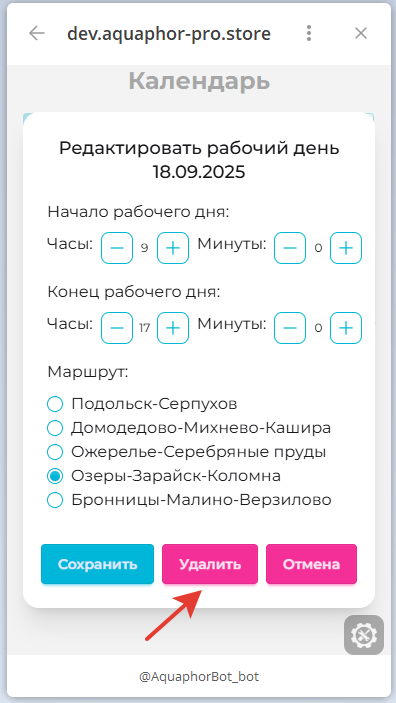 dev.aquaphor-pro.store
Календарь
Редактировать рабочий день
18.09.2025
Начало рабочего дня:
Часы: 9 Минуты: 0
Конец рабочего дня:
Часы: 17 Минуты: 0
Маршрут:
Подольск-Серпухов
Домодедово-Михнево-Кашира
Ожерелье-Серебряные пруды
Озеры-Зарайск-Коломна
Бронницы-Малино-Верзилово
Сохранить Удалить Отмена
@AquaphorBot_bot